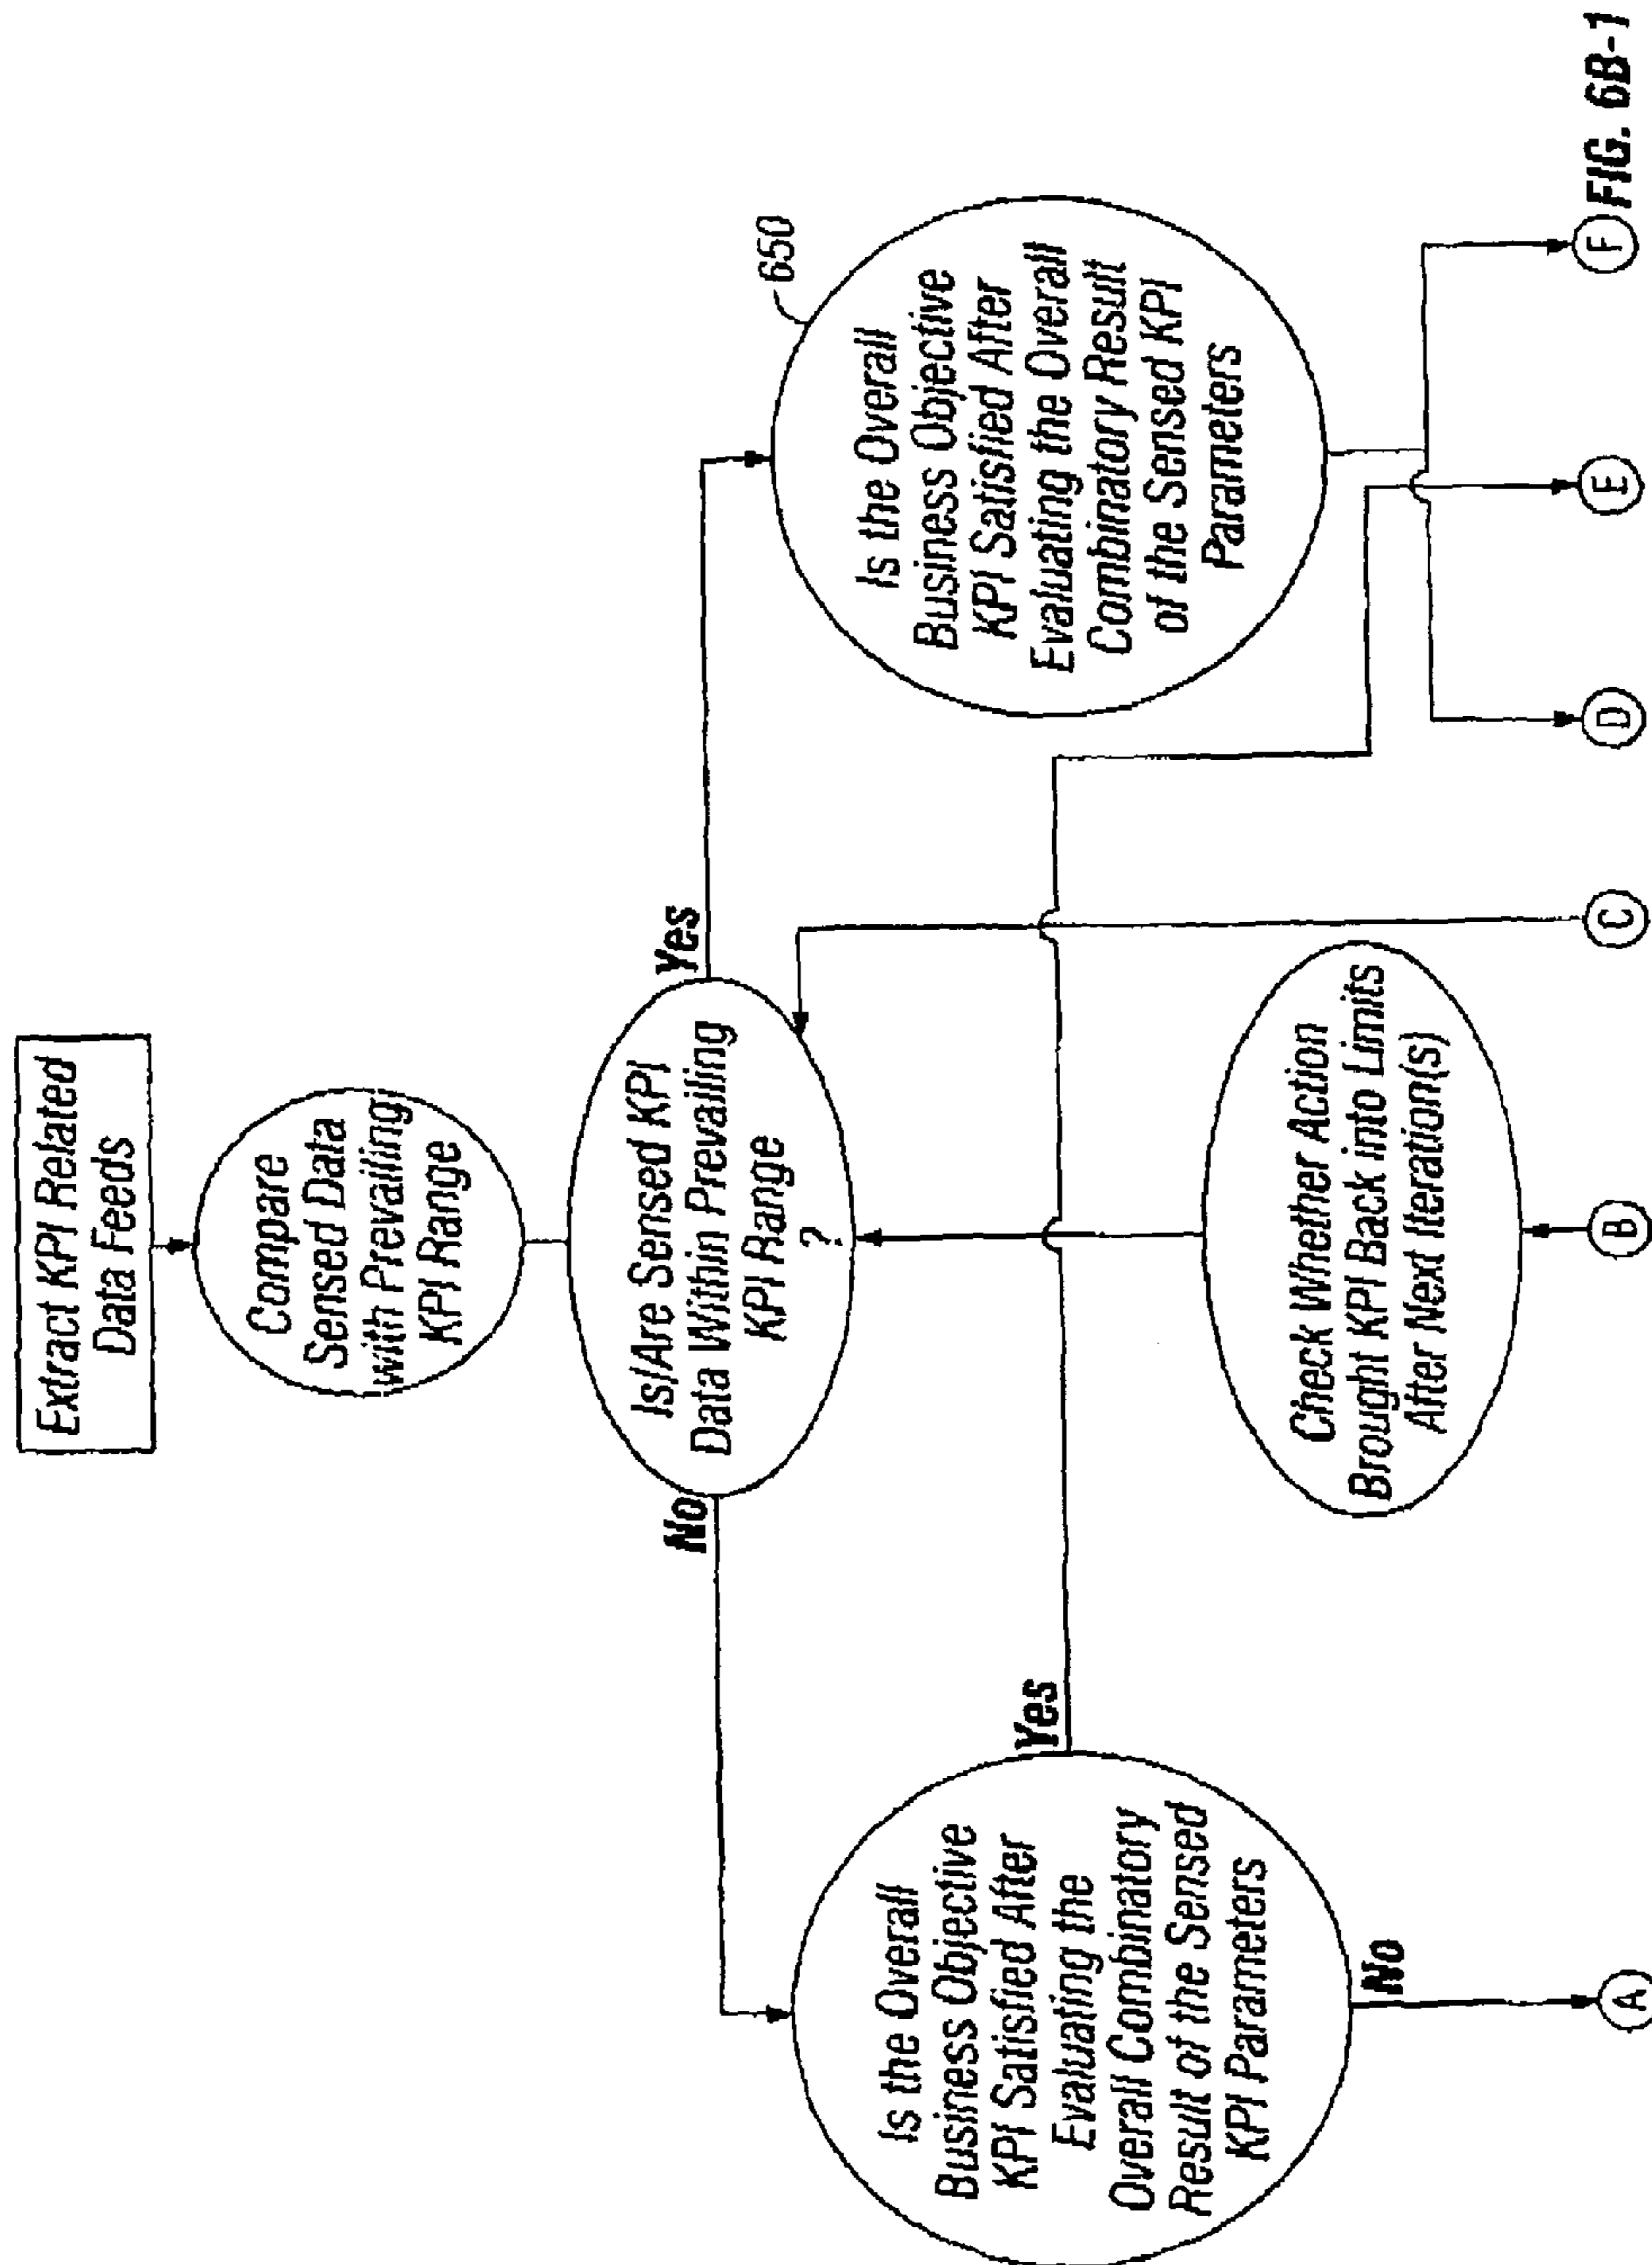 Extract KPI Related
Data Feeds
Compare
Sensed Data
with Prevailing
KPI Range
Is/Are Sensed KPI
Data Within Prevailing
KPI Range
?
No
Yes
Is the Overall
Business Objective
KPI Satisfied After
Evaluating the
Overall Combinatory
Result of the Sensed
KPI Parameters
Yes
No
650
Is the Overall
Business Objective
KPI Satisfied After
Evaluating the Overall
Combinatory Result
of the Sensed KPI
Parameters
Check Whether Action
Brought KPI Back into Limits
After Next Iteration(s)
A
B
C
D
E
F
FIG. 6B-1